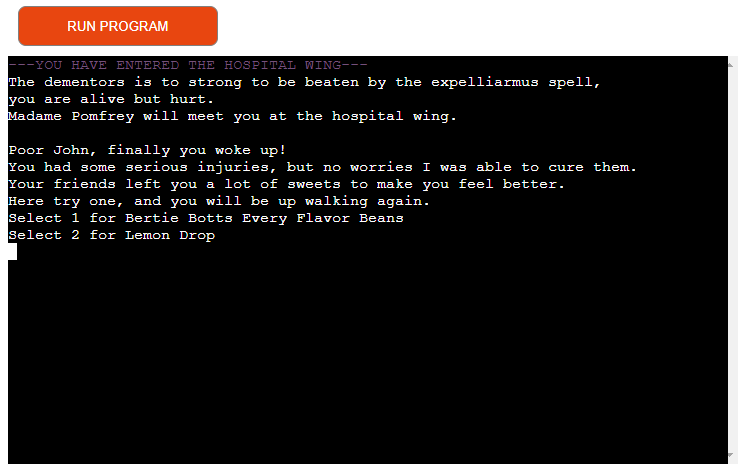 RUN PROGRAM
---YOU HAVE ENTERED THE HOSPITAL WING---
The dementors is to strong to be beaten by the expelliarmus spell,
you are alive but hurt.
Madame Pomfrey will meet you at the hospital wing.
Poor John, finally you woke up!
You had some serious injuries, but no worries I was able to cure them.
Your friends left you a lot of sweets to make you feel better.
Here try one, and you will be up walking again.
Select 1 for Bertie Botts Every Flavor Beans
Select 2 for Lemon Drop